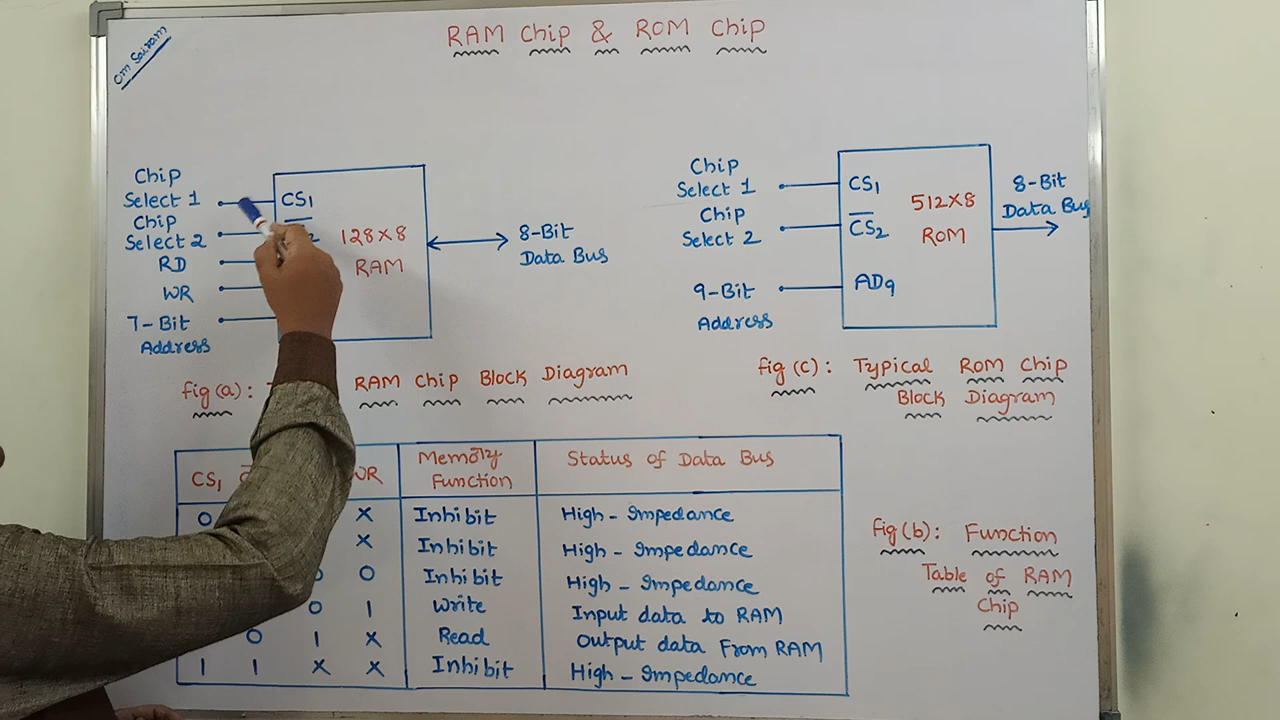 RAM Chip & ROM Chip
Om Sairam
Chip
Select 1
Chip
Select 2
RD
WR
7-Bit
Address
CS1
2
128X8
RAM
8-Bit
Data Bus
fig(a):
RAM Chip Block Diagram
Chip
Select 1
Chip
Select 2
9-Bit
Address
CS1
CS2
AD9
512X8
ROM
8-Bit
Data Bus
fig(c): Typical ROM Chip
Block Diagram
CS1 WR Memory Function Status of Data Bus
0 X Inhibit High-Impedance
X Inhibit High-Impedance
0 0 Inhibit High-Impedance
0 1 Write Input data to RAM
0 1 X Read Output data From RAM
1 1 X X Inhibit High-Impedance
fig(b): Function
Table of RAM
Chip